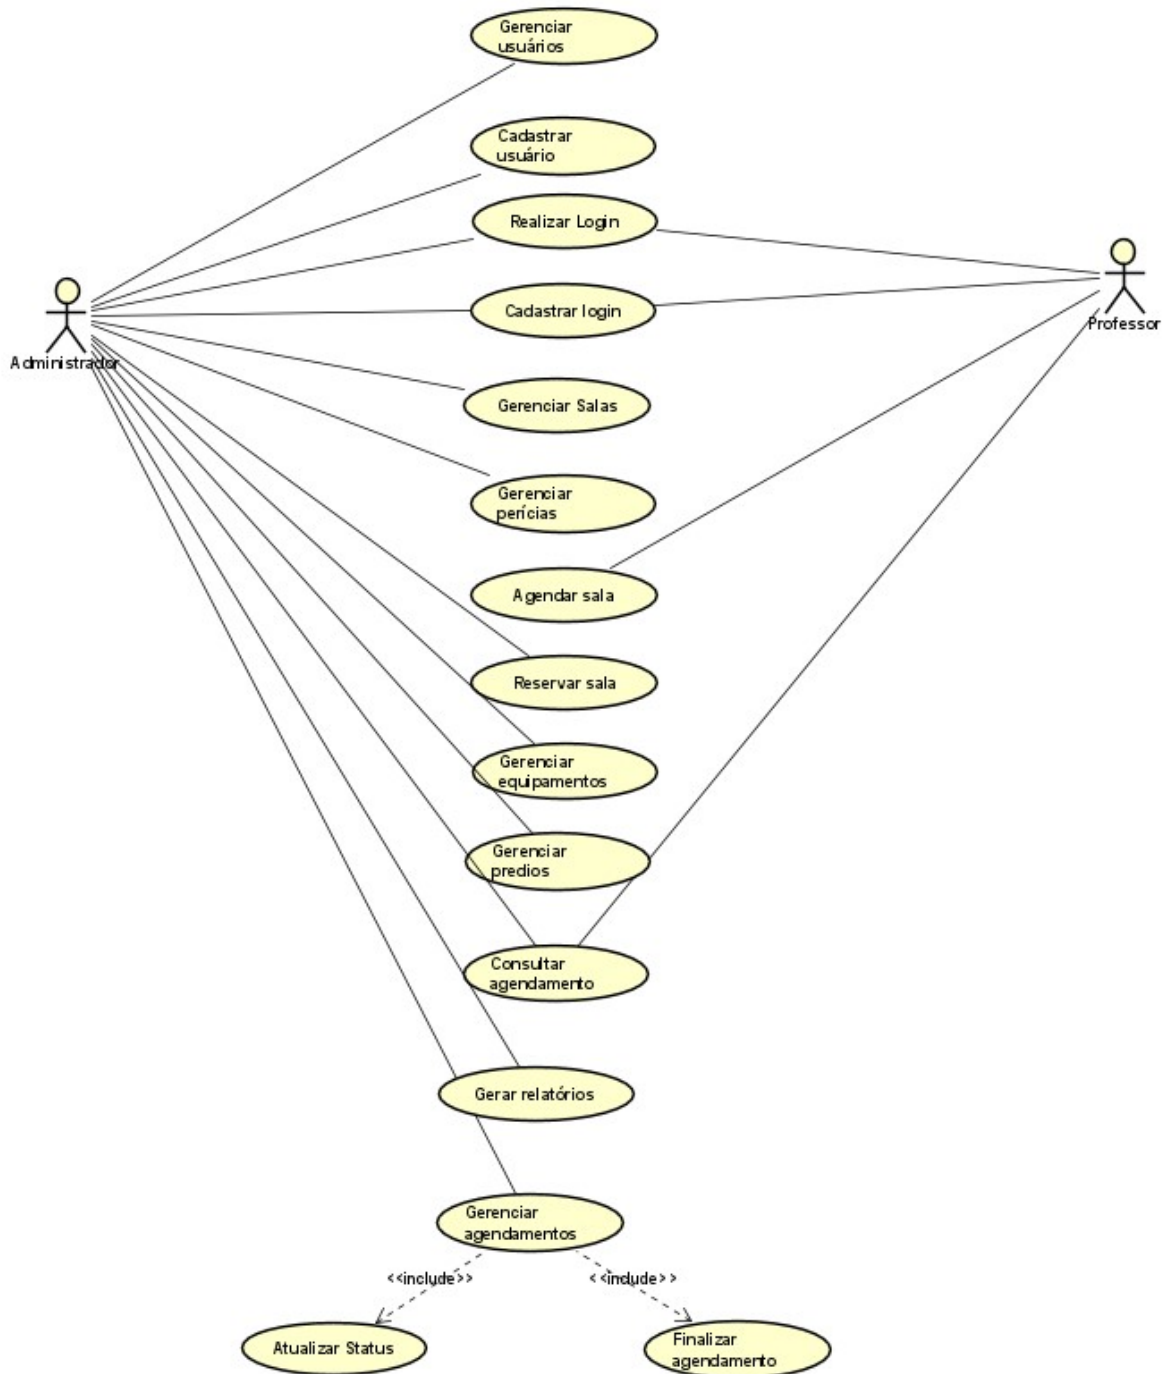 Gerenciar
usuários
Cadastrar
usuário
Realizar Login
Cadastrar login
Administrador
Professor
Gerenciar Salas
Gerenciar
perícias
Agendar sala
Reservar sala
Gerenciar
equipamentos
Gerenciar
predios
Consultar
agendamento
Gerar relatórios
Gerenciar
agendamentos
<<include>>
<<include>>
Atualizar Status
Finalizar
agendamento